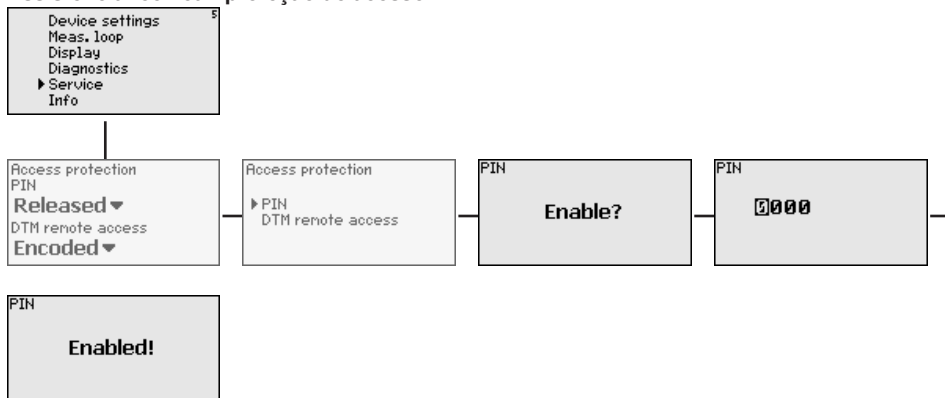 Device settings
5
Meas. loop
Display
Diagnostics
Service
Info
Access protection
PIN
Released
DTM remote access
Encoded
Access protection
PIN
DTM remote access
PIN
Enable?
PIN
0000
PIN
Enabled!